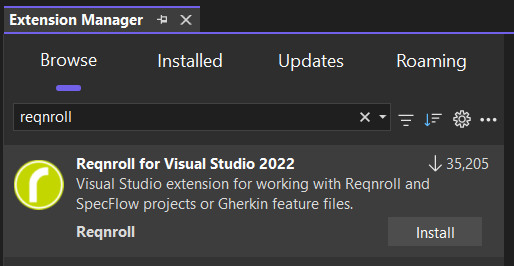 Extension Manager
Browse Installed Updates Roaming
reqnroll
Reqnroll for Visual Studio 2022 35,205
Visual Studio extension for working with Reqnroll and
SpecFlow projects or Gherkin feature files.
Reqnroll Install